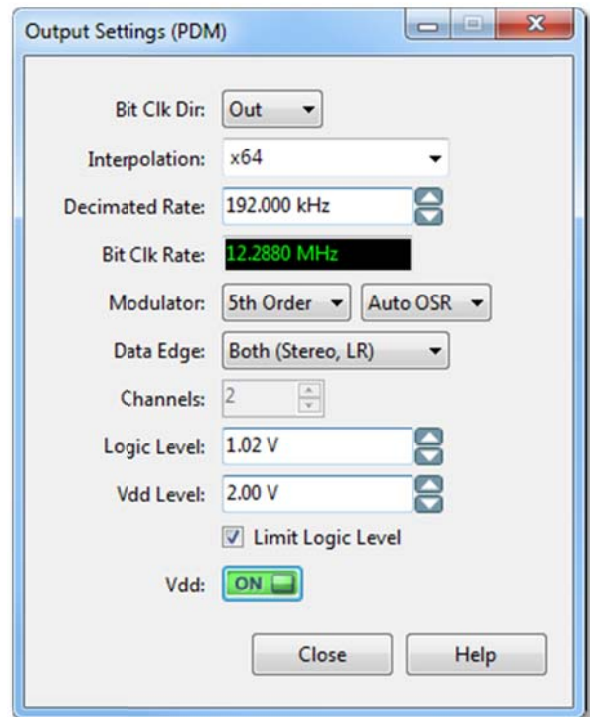 Output Settings (PDM)
Bit Clk Dir: Out
Interpolation: x64
Decimated Rate: 192.000 kHz
Bit Clk Rate: 12.2880 MHz
Modulator: 5th Order Auto OSR
Data Edge: Both (Stereo, LR)
Channels: 2
Logic Level: 1.02 V
Vdd Level: 2.00 V
Limit Logic Level
Vdd: ON
Close Help